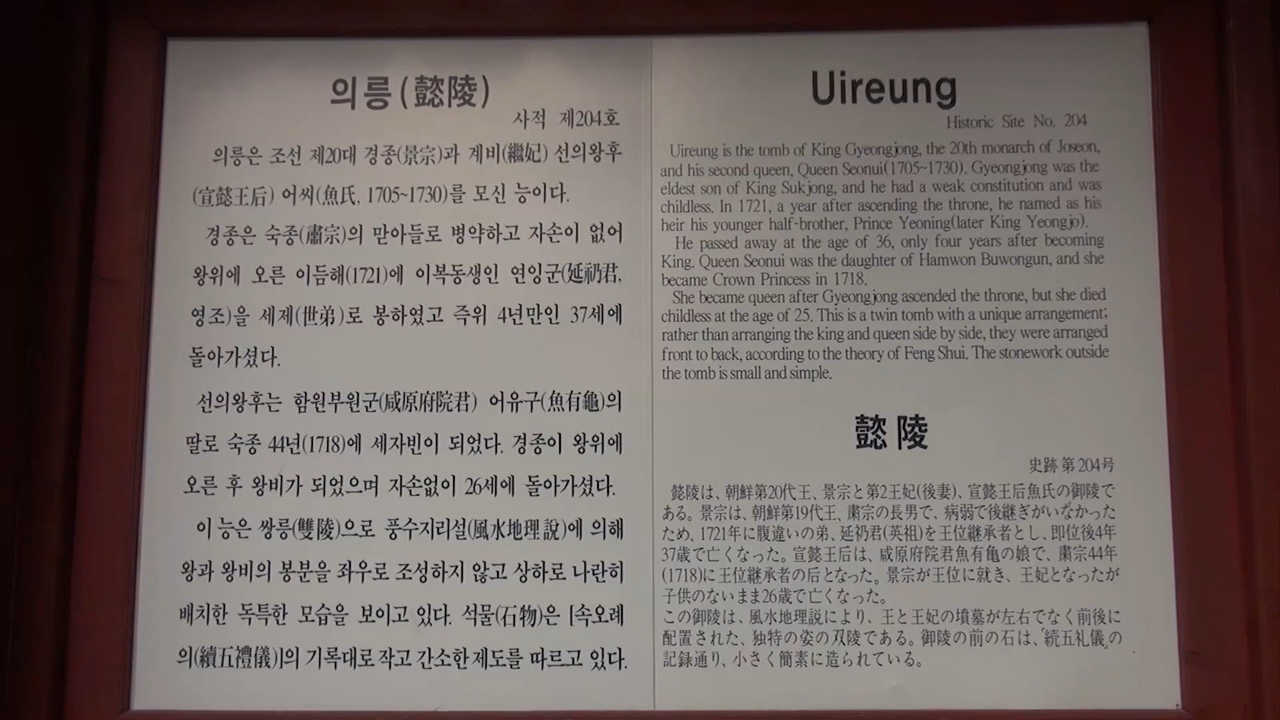 의릉(懿陵)
사적 제204호
의릉은 조선 제20대 경종(景宗)과 계비(繼妃) 선의왕후
(宣懿王后) 어씨(魚氏, 1705~1730)를 모신 능이다.
경종은 숙종(肅宗)의 맏아들로 병약하고 자손이 없어
왕위에 오른 이듬해(1721)에 이복동생인 연잉군(延礽君,
영조)을 세제(世弟)로 봉하였고 즉위 4년만인 37세에
돌아가셨다.
선의왕후는 함원부원군(咸原府院君) 어유구(魚有龜)의
딸로 숙종 44년(1718)에 세자빈이 되었다. 경종이 왕위에
오른 후 왕비가 되었으며 자손없이 26세에 돌아가셨다.
이 능은 쌍릉(雙陵)으로 풍수지리설(風水地理說)에 의해
왕과 왕비의 봉분을 좌우로 조성하지 않고 상하로 나란히
배치한 독특한 모습을 보이고 있다. 석물(石物)은 「속오례
의(續五禮儀)」의 기록대로 작고 간소한 제도를 따르고 있다.
Uireung
Historic Site No. 204
Uireung is the tomb of King Gyeongjong, the 20th monarch of Joseon,
and his second queen, Queen Seonui(1705~1730). Gyeongjong was the
eldest son of King Sukjong, and he had a weak constitution and was
childless. In 1721, a year after ascending the throne, he named as his
heir his younger half-brother, Prince Yeoning(later King Yeongjo).
He passed away at the age of 36, only four years after becoming
King. Queen Seonui was the daughter of Hamwon Buwongun, and she
became Crown Princess in 1718.
She became queen after Gyeongjong ascended the throne, but she died
childless at the age of 25. This is a twin tomb with a unique arrangement;
rather than arranging the king and queen side by side, they were arranged
front to back, according to the theory of Feng Shui. The stonework outside
the tomb is small and simple.
懿陵
史跡第204号
懿陵は、朝鮮第20代王、景宗と第2王妃(後妻)、宣懿王后魚氏の御陵で
ある。景宗は、朝鮮第19代王、粛宗の長男で、病弱で後継ぎがいなかった
ため、1721年に腹違いの弟、延礽君(英祖)を王位継承者とし、即位後4年
37歳で亡くなった。宣懿王后は、咸原府院君魚有亀の娘で、粛宗44年
(1718)に王位継承者の后となった。景宗が王位に就き、王妃となったが
子供のないまま26歳で亡くなった。
この御陵は、風水地理説により、王と王妃の墳墓が左右でなく前後に
配置された、独特の姿の双陵である。御陵の前の石は、「続五礼儀」の
記録通り、小さく簡素に造られている。